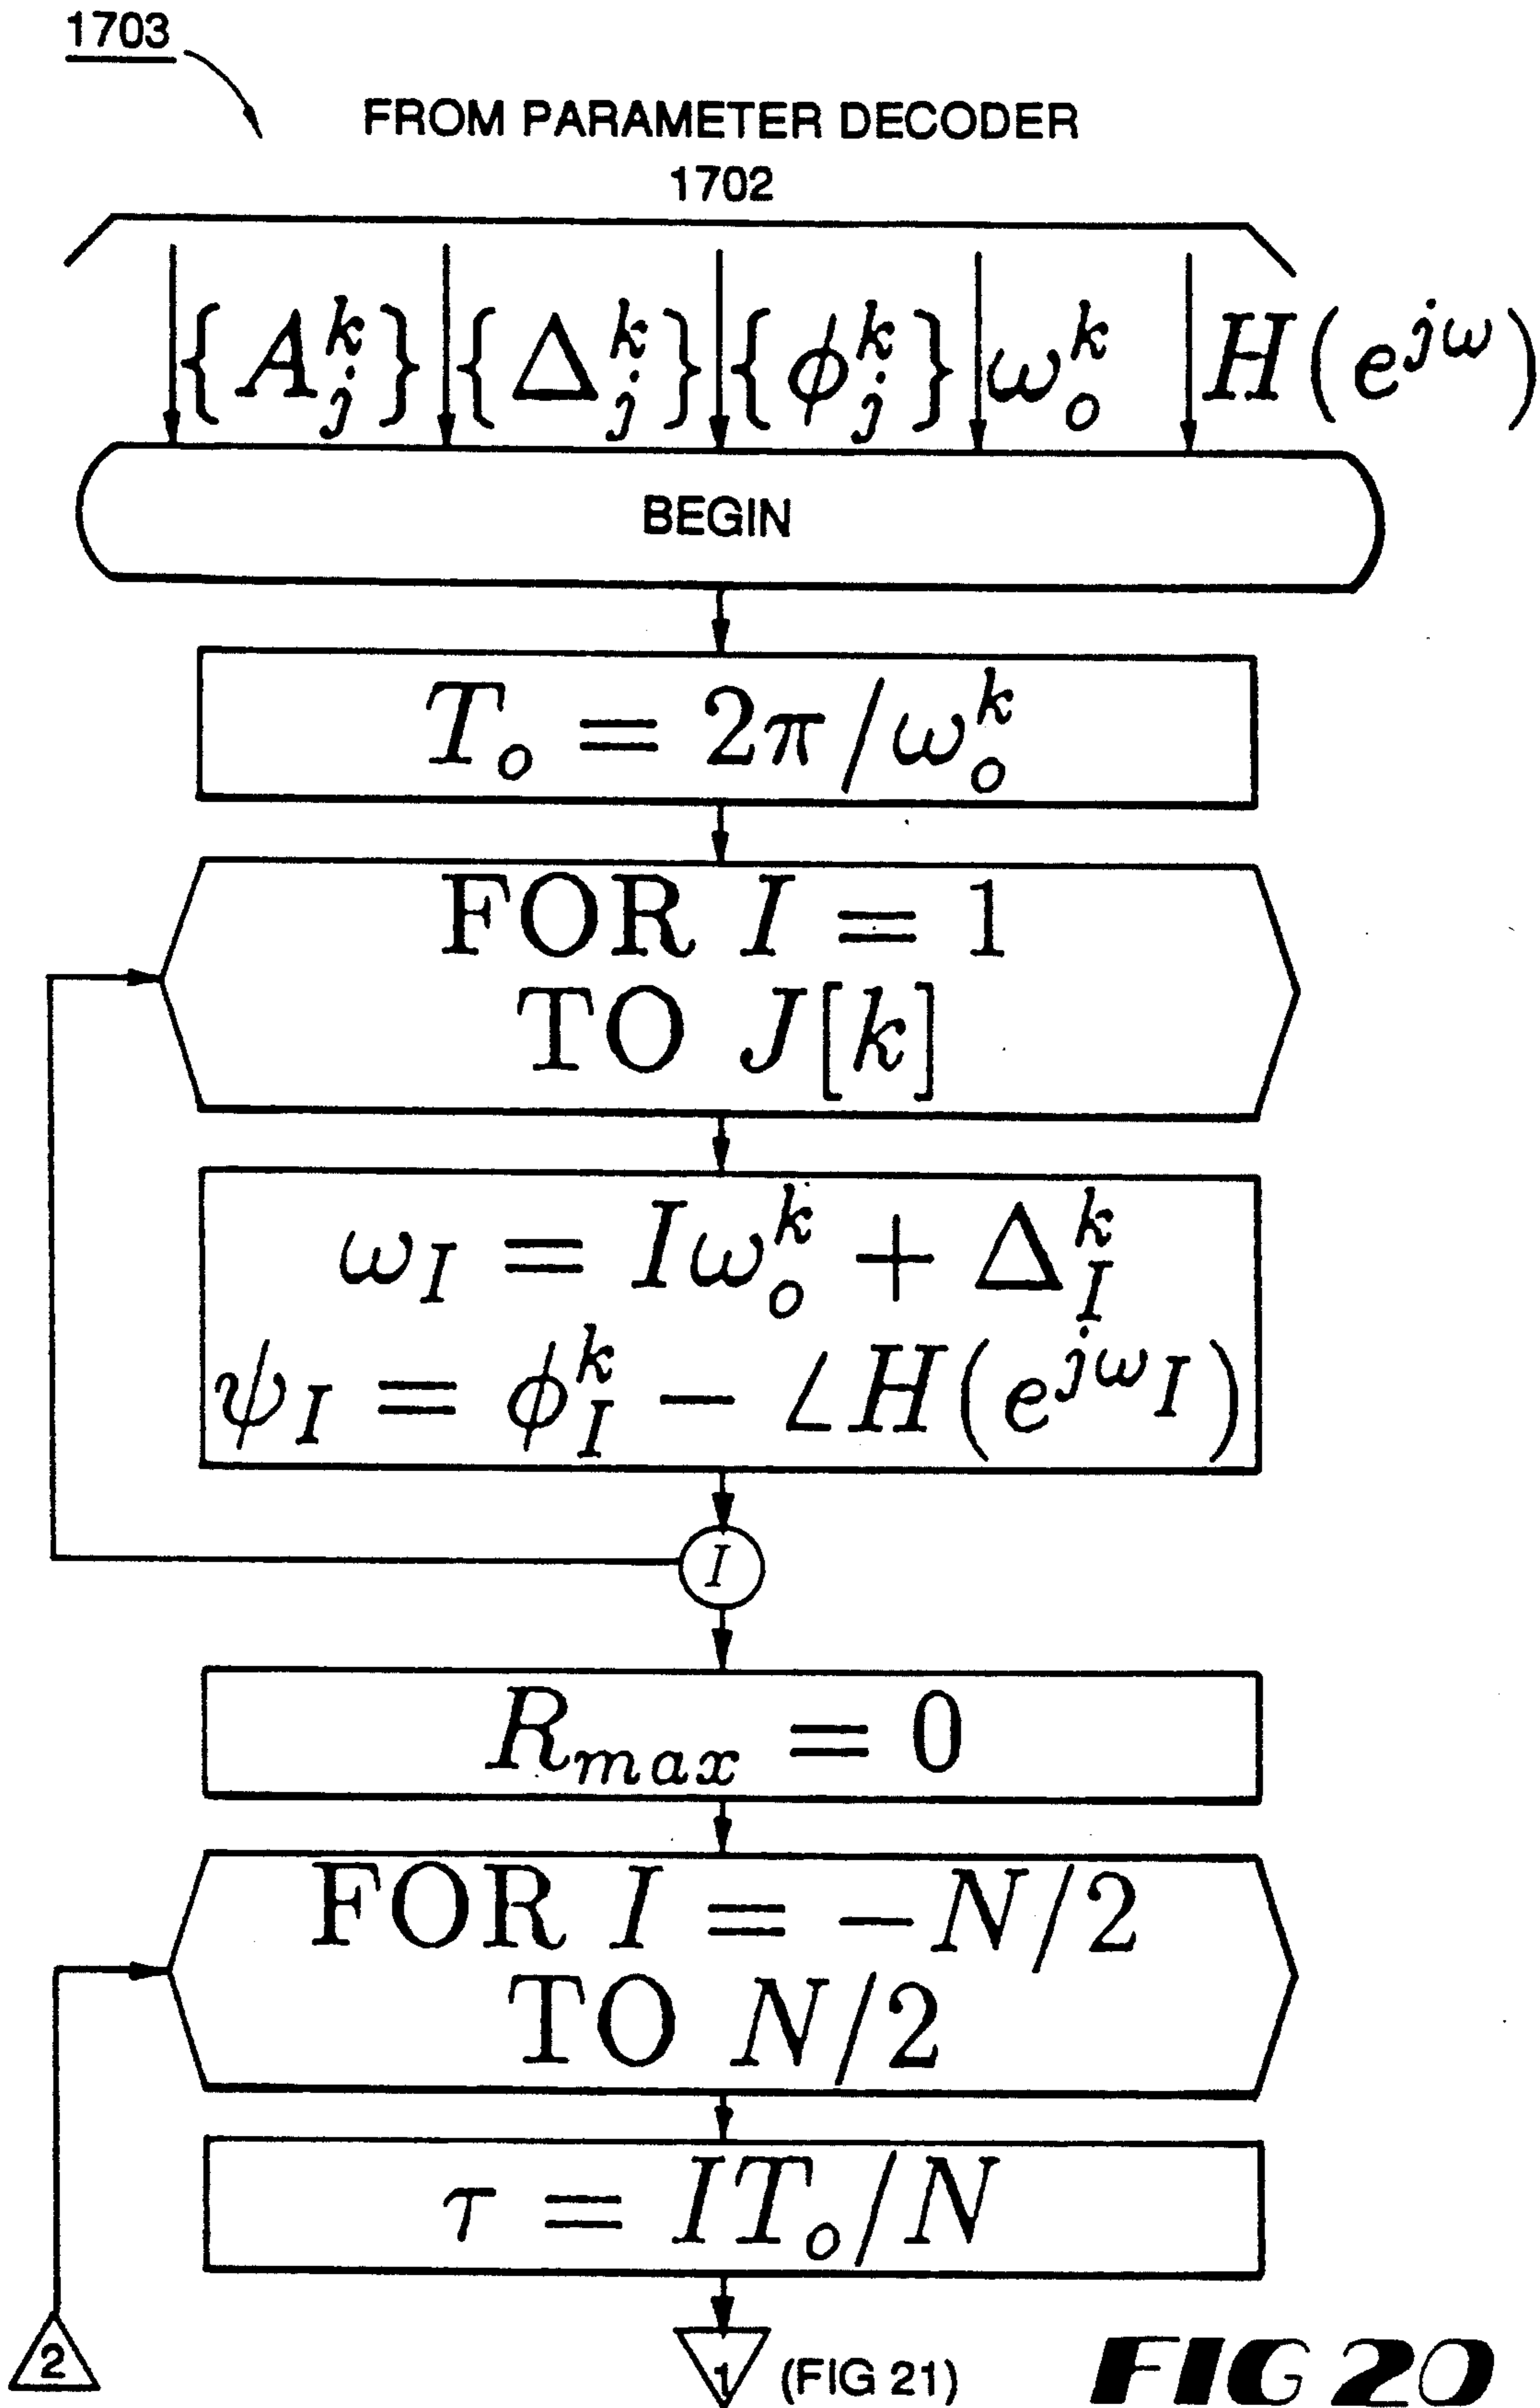 1703
FROM PARAMETER DECODER
1702
{A_j^k} {Δ_j^k} {ϕ_j^k} ω_o^k H(e^{jω})
BEGIN
T_o = 2π/ω_o^k
FOR I = 1
TO J[k]
ω_I = Iω_o^k + Δ_I^k
ψ_I = ϕ_I^k − ∠H(e^{jω_I})
I
R_max = 0
FOR I = −N/2
TO N/2
τ = IT_o/N
2
1 (FIG 21)
FIG 20